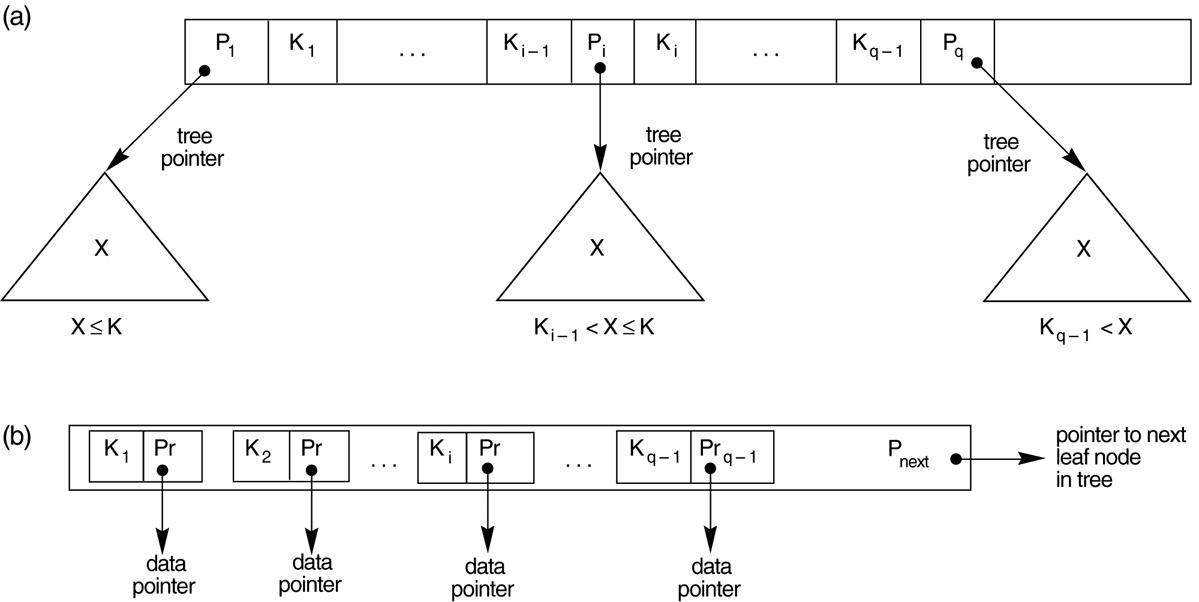 (a)
P1 K1 . . . Ki−1 Pi Ki . . . Kq−1 Pq
tree
pointer
tree
pointer
tree
pointer
X X X
X ≤ K
Ki−1 < X ≤ K
Kq−1 < X
(b)
K1 Pr K2 Pr . . . Ki Pr . . . Kq−1 Prq−1 Pnext
pointer to next
leaf node
in tree
data
pointer
data
pointer
data
pointer
data
pointer